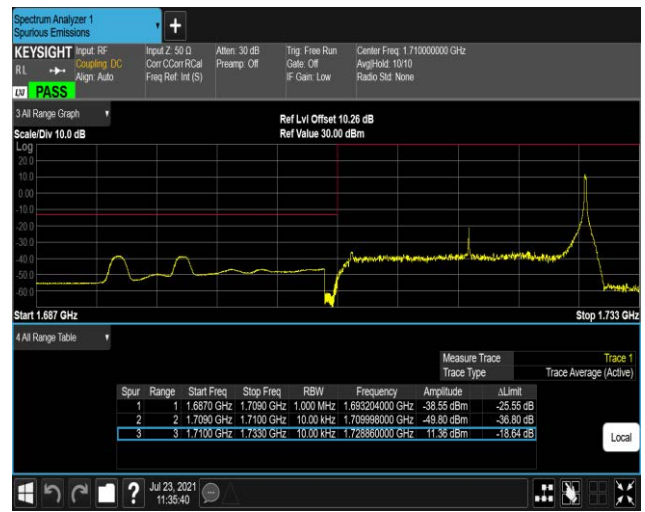 Spectrum Analyzer 1
Spurious Emissions
KEYSIGHT Input: RF Input Z: 50 Ω Atten: 30 dB Trig: Free Run Center Freq: 1.710000000 GHz
R L Coupling: DC Corr CCorr RCal Preamp: Off Gate: Off Avg|Hold: 10/10
Align: Auto Freq Ref: Int (S) IF Gain: Low Radio Std: None
LXI PASS
3 All Range Graph
Ref Lvl Offset 10.26 dB
Scale/Div 10.0 dB Ref Value 30.00 dBm
Log
20.0
10.0
0.00
-10.0
-20.0
-30.0
-40.0
-50.0
-60.0
Start 1.687 GHz Stop 1.733 GHz
4 All Range Table
Measure Trace Trace 1
Trace Type Trace Average (Active)
Spur Range Start Freq Stop Freq RBW Frequency Amplitude ΔLimit
1 1 1.6870 GHz 1.7090 GHz 1.000 MHz 1.693204000 GHz -38.55 dBm -25.55 dB
2 2 1.7090 GHz 1.7100 GHz 10.00 kHz 1.709998000 GHz -49.80 dBm -36.80 dB
3 3 1.7100 GHz 1.7330 GHz 10.00 kHz 1.728860000 GHz 11.36 dBm -18.64 dB
Local
? Jul 23, 2021
11:35:40